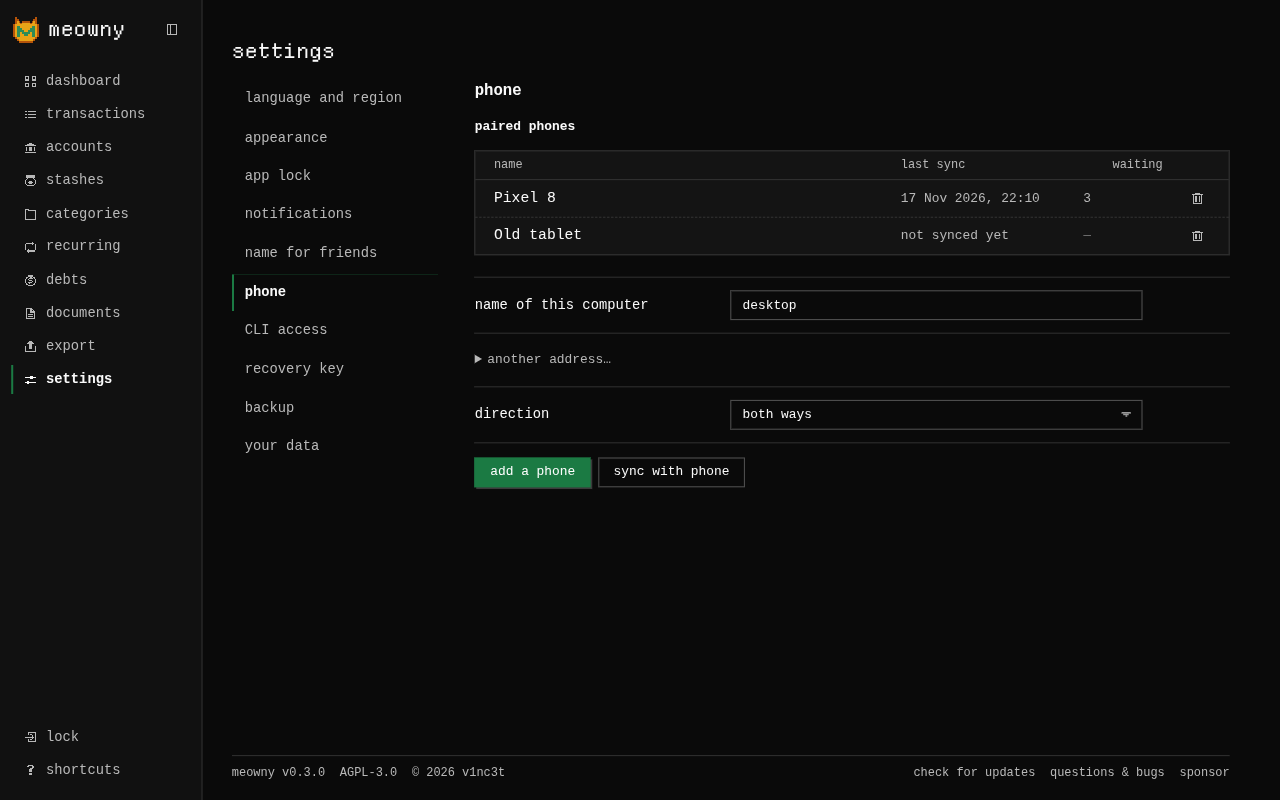 meowny
dashboard
transactions
accounts
stashes
categories
recurring
debts
documents
export
settings
lock
shortcuts
settings
language and region
appearance
app lock
notifications
name for friends
phone
CLI access
recovery key
backup
your data
phone
paired phones
name last sync waiting
Pixel 8 17 Nov 2026, 22:10 3
Old tablet not synced yet —
name of this computer desktop
▶ another address…
direction both ways
add a phone sync with phone
meowny v0.3.0 AGPL-3.0 © 2026 v1nc3t check for updates questions & bugs sponsor